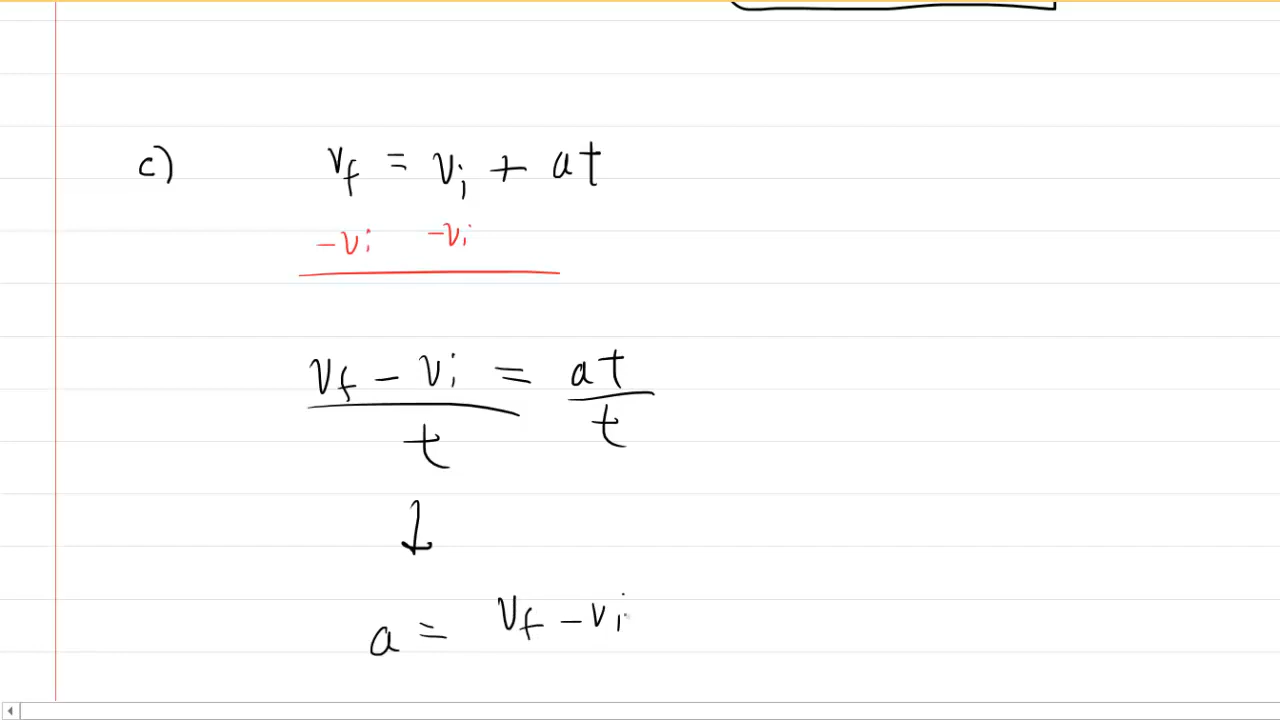 c) vf = vi + at
-vi -vi
vf - vi = at
t t
↓
a = vf - vi